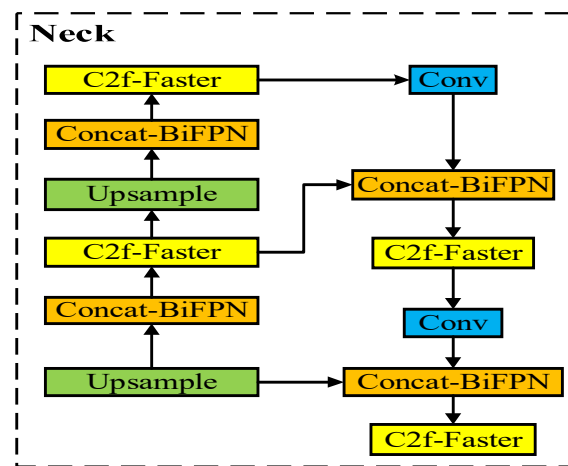 Neck
C2f-Faster
Conv
Concat-BiFPN
Upsample
Concat-BiFPN
C2f-Faster
C2f-Faster
Concat-BiFPN
Conv
Upsample
Concat-BiFPN
C2f-Faster